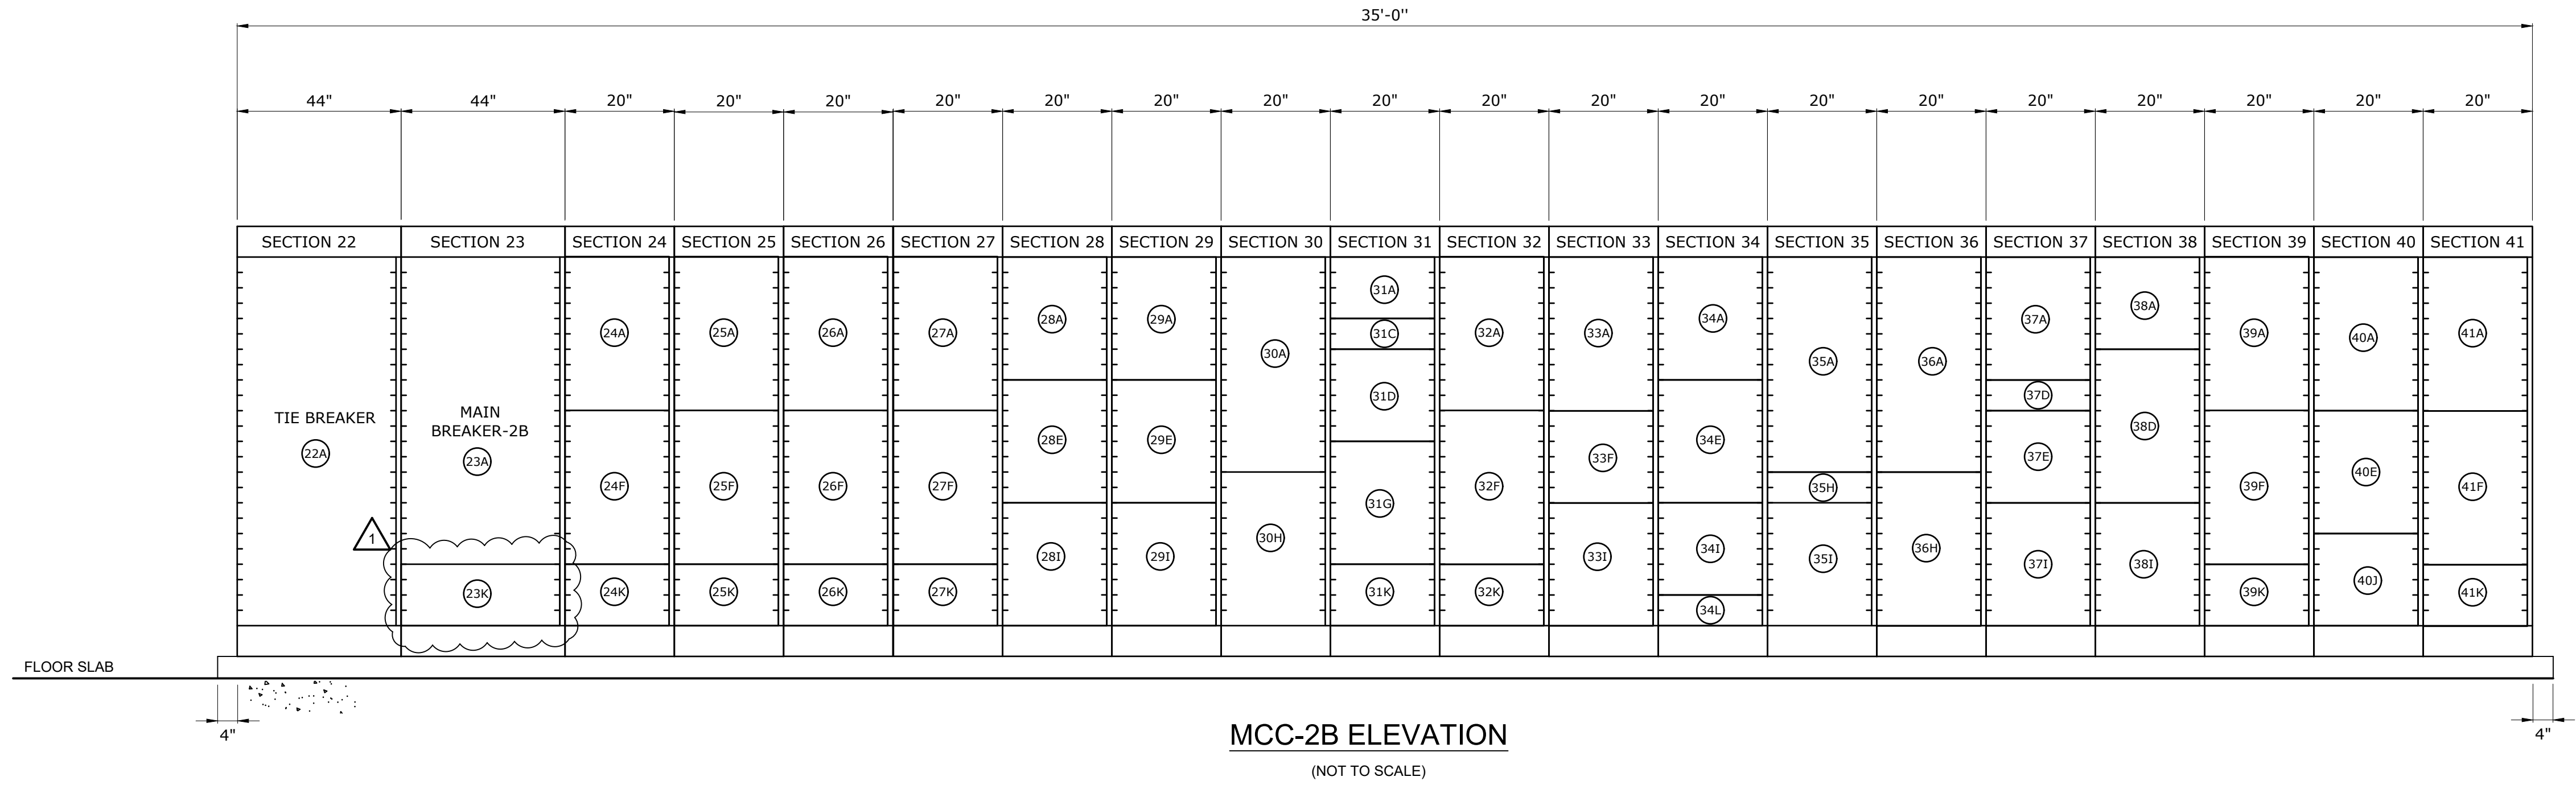 35'-0''
44" 44" 20" 20" 20" 20" 20" 20" 20" 20" 20" 20" 20" 20" 20" 20" 20" 20" 20" 20"
SECTION 22 SECTION 23 SECTION 24 SECTION 25 SECTION 26 SECTION 27 SECTION 28 SECTION 29 SECTION 30 SECTION 31 SECTION 32 SECTION 33 SECTION 34 SECTION 35 SECTION 36 SECTION 37 SECTION 38 SECTION 39 SECTION 40 SECTION 41
TIE BREAKER
22A
MAIN
BREAKER-2B
23A
1
23K
24A
24F
24K
25A
25F
25K
26A
26F
26K
27A
27F
27K
28A
28E
28I
29A
29E
29I
30A
30H
31A
31C
31D
31G
31K
32A
32F
32K
33A
33F
33I
34A
34E
34I
34L
35A
35H
35I
36A
36H
37A
37D
37E
37I
38A
38D
38I
39A
39F
39K
40A
40E
40J
41A
41F
41K
FLOOR SLAB
4" 4"
MCC-2B ELEVATION
(NOT TO SCALE)